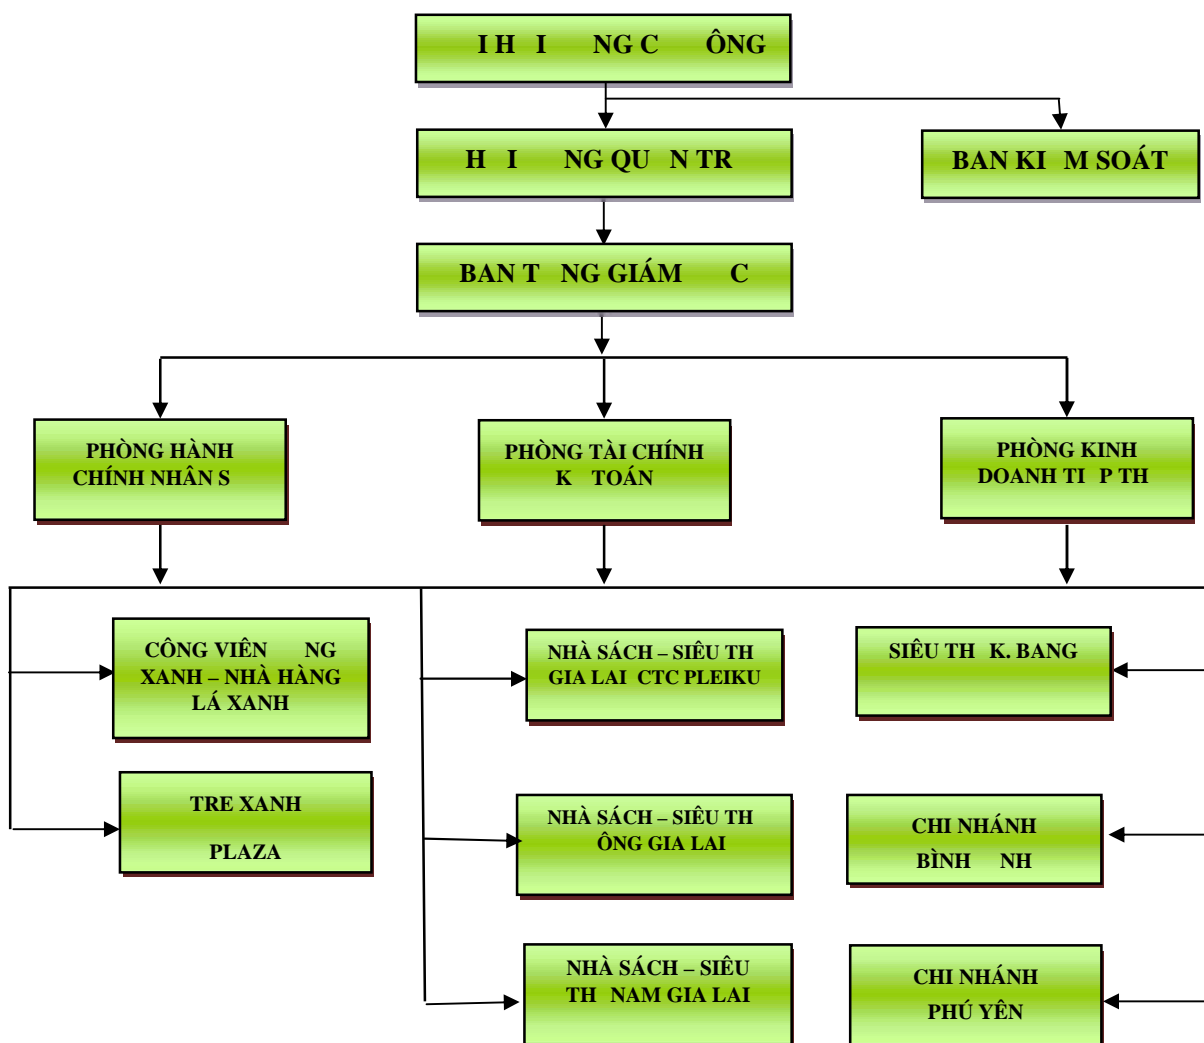 I H I NG C ÔNG
H I NG QU N TR
BAN KI M SOÁT
BAN T NG GIÁM C
PHÒNG HÀNH
CHÍNH NHÂN S
PHÒNG TÀI CHÍNH
K TOÁN
PHÒNG KINH
DOANH TI P TH
CÔNG VIÊN NG
XANH – NHÀ HÀNG
LÁ XANH
NHÀ SÁCH – SIÊU TH
GIA LAI CTC PLEIKU
SIÊU TH K. BANG
TRE XANH
PLAZA
NHÀ SÁCH – SIÊU TH
ÔNG GIA LAI
CHI NHÁNH
BÌNH NH
NHÀ SÁCH – SIÊU
TH NAM GIA LAI
CHI NHÁNH
PHÚ YÊN